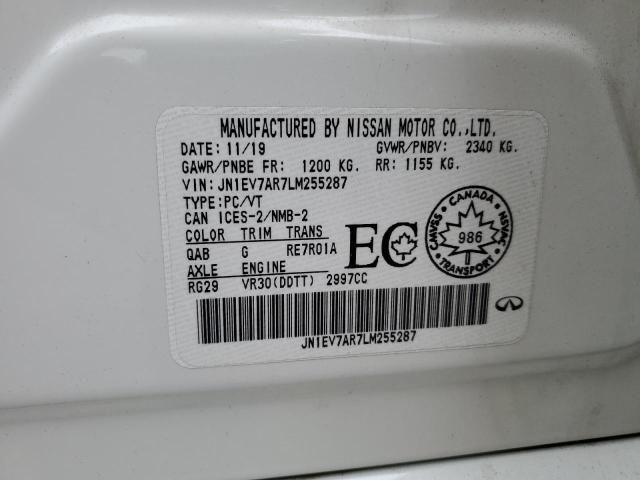 MANUFACTURED BY NISSAN MOTOR CO.,LTD.
DATE: 11/19 GVWR/PNBV: 2340 KG.
GAWR/PNBE FR: 1200 KG. RR: 1155 KG.
VIN: JN1EV7AR7LM255287
TYPE: PC/VT
CAN ICES-2/NMB-2
COLOR TRIM TRANS
QAB G RE7R01A
AXLE ENGINE
RG29 VR30(DDTT) 2997CC
EC
CANADA
CMVSS NSVAC
986
TRANSPORT
JN1EV7AR7LM255287